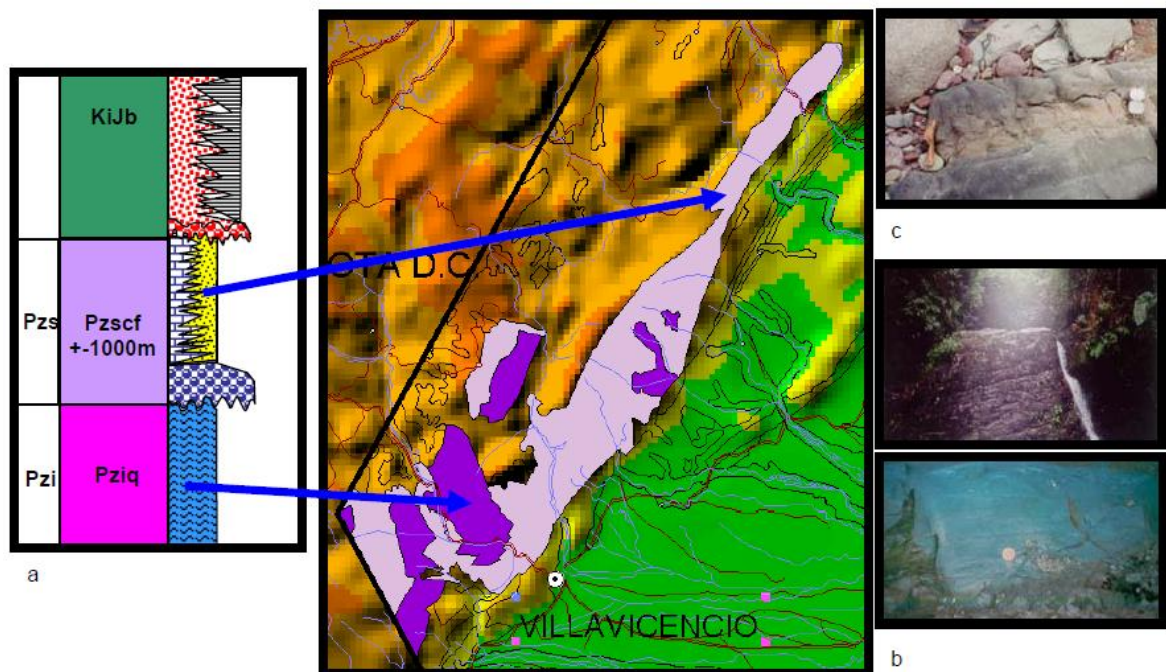 KiJb
Pzs
Pzscf
+-1000m
Pzi
Pziq
a
OTA D.C.
VILLAVICENCIO
c
b